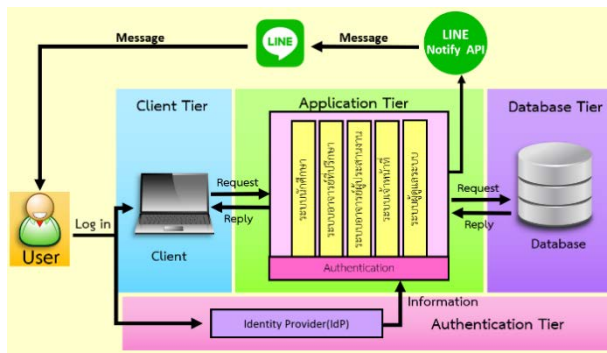 Message
LINE
Message
LINE
Notify API
Client Tier
Application Tier
Database Tier
Request
Reply
Request
Reply
Log in
User
Client
Database
Authentication
Information
Identity Provider(IdP)
Authentication Tier